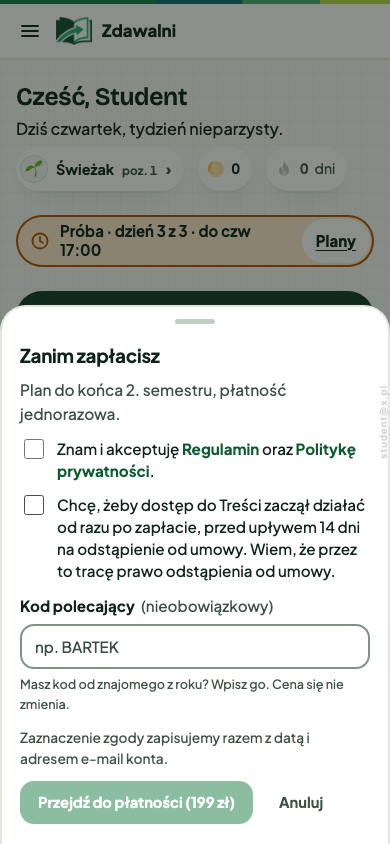 Zdawalni
Cześć, Student
Dziś czwartek, tydzień nieparzysty.
Świeżak poz. 1 › 0 0 dni
Próba · dzień 3 z 3 · do czw
17:00
Plany
Zanim zapłacisz
Plan do końca 2. semestru, płatność
jednorazowa.
Znam i akceptuję Regulamin oraz Politykę
prywatności.
Chcę, żeby dostęp do Treści zaczął działać
od razu po zapłacie, przed upływem 14 dni
na odstąpienie od umowy. Wiem, że przez
to tracę prawo odstąpienia od umowy.
Kod polecający (nieobowiązkowy)
np. BARTEK
Masz kod od znajomego z roku? Wpisz go. Cena się nie
zmienia.
Zaznaczenie zgody zapisujemy razem z datą i
adresem e-mail konta.
Przejdź do płatności (199 zł) Anuluj
student@x.pl